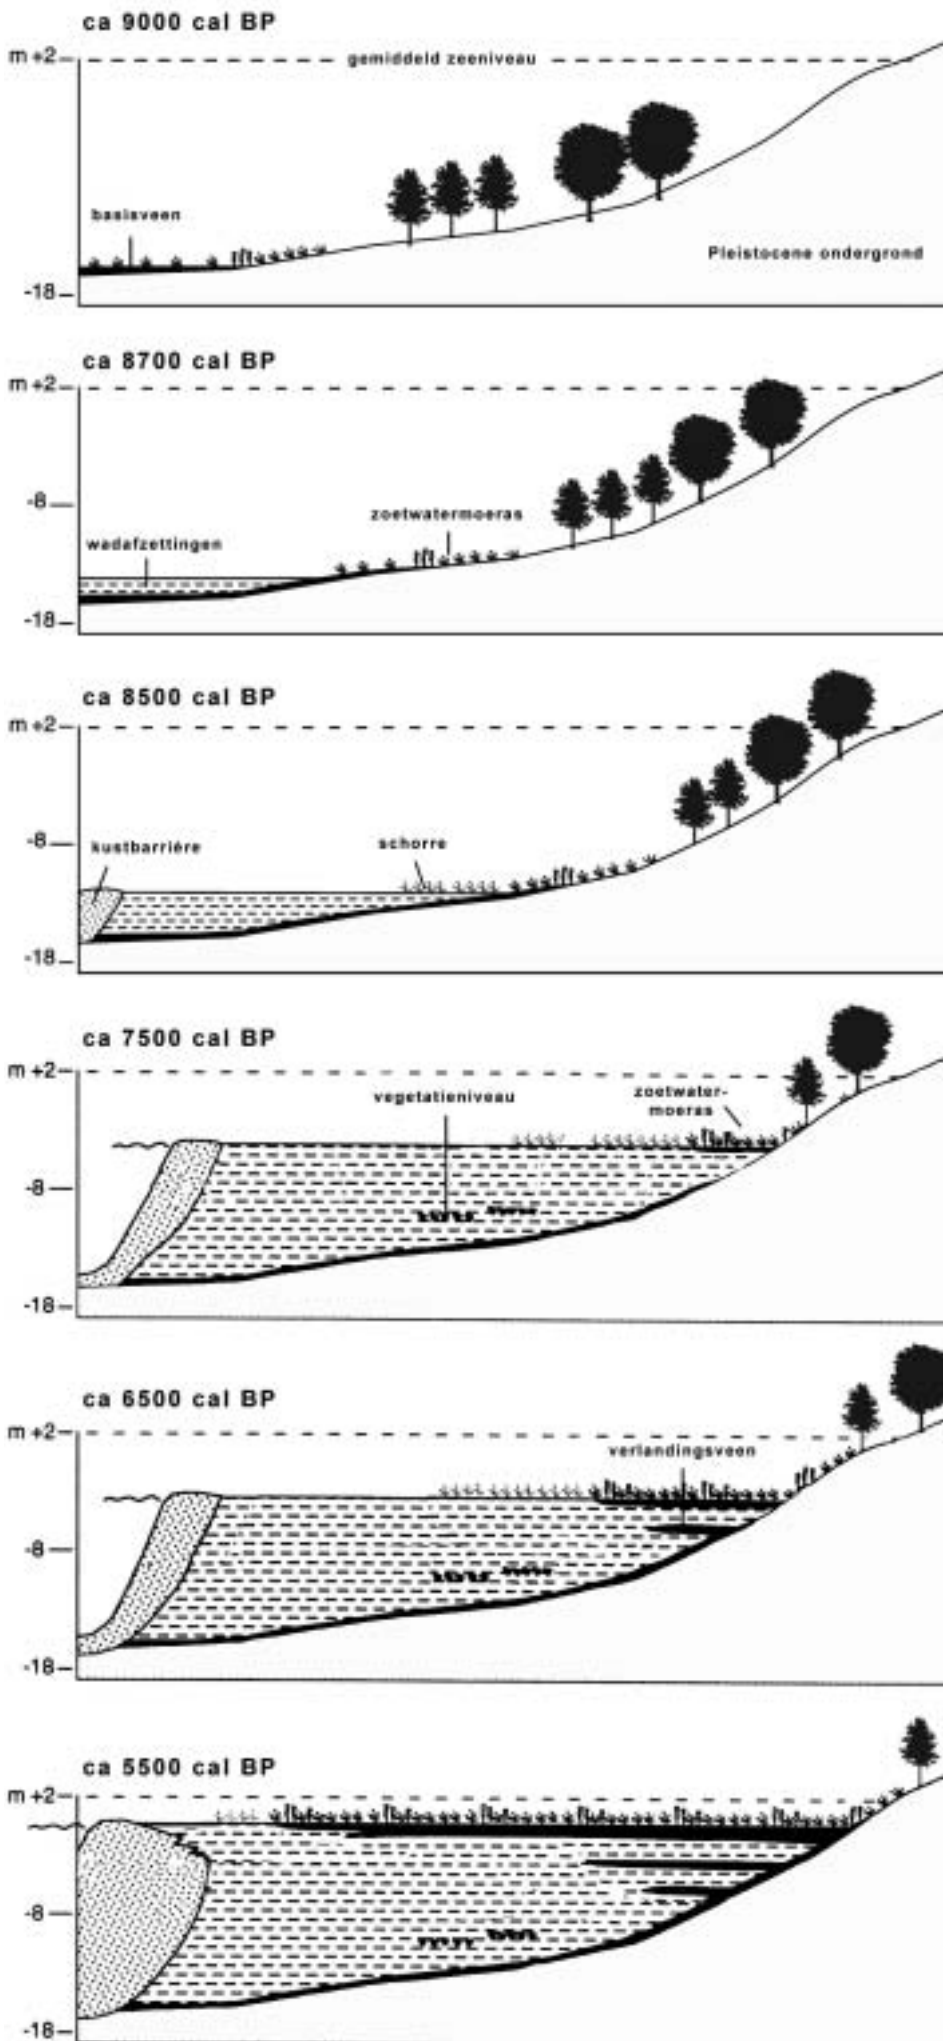 ca 9000 cal BP
m +2
gemiddeld zeeniveau
basisveen
Pleistocene ondergrond
-18
ca 8700 cal BP
m +2
-8
zoetwatermoeras
wadafzettingen
-18
ca 8500 cal BP
m +2
-8
kustbarrière
schorre
-18
ca 7500 cal BP
m +2
vegetatieniveau
zoetwater-
moeras
-8
-18
ca 6500 cal BP
m +2
verlandingsveen
-8
-18
ca 5500 cal BP
m +2
-8
-18